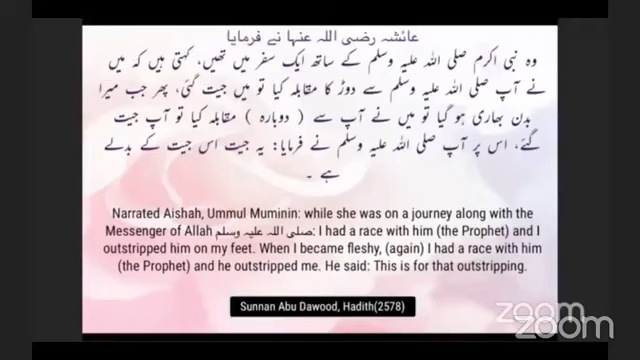 عائشہ رضی اللہ عنہا نے فرمایا
وہ نبی اکرم صلی اللہ علیہ وسلم کے ساتھ ایک سفر میں تھیں، کہتی ہیں کہ میں
نے آپ صلی اللہ علیہ وسلم سے دوڑ کا مقابلہ کیا تو میں جیت گئی، پھر جب میرا
بدن بھاری ہو گیا تو میں نے آپ سے ( دوبارہ ) مقابلہ کیا تو آپ جیت
گئے، اس پر آپ صلی اللہ علیہ وسلم نے فرمایا: یہ جیت اس جیت کے بدلے
ہے ۔
Narrated Aishah, Ummul Muminin: while she was on a journey along with the
Messenger of Allah صلی اللہ علیہ وسلم: I had a race with him (the Prophet) and I
outstripped him on my feet. When I became fleshy, (again) I had a race with him
(the Prophet) and he outstripped me. He said: This is for that outstripping.
Sunnan Abu Dawood, Hadith(2578)
zoom
zoom